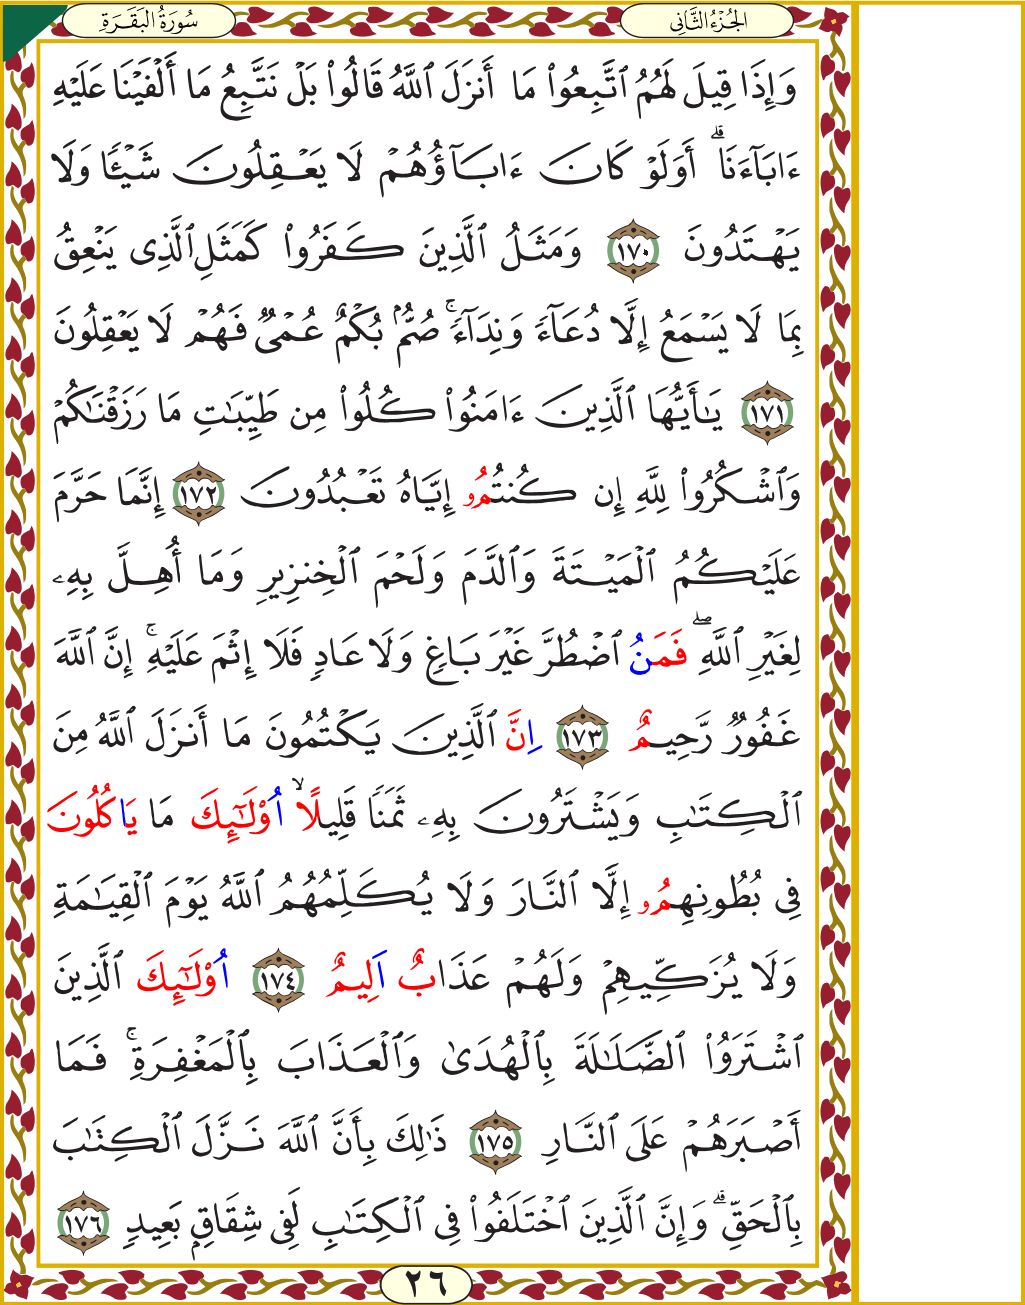 الجُزْءُ الثَّانِي
سُورَةُ البَقَرَةِ
وَإِذَا قِيلَ لَهُمُ ٱتَّبِعُوا۟ مَا أَنزَلَ ٱللَّهُ قَالُوا۟ بَلْ نَتَّبِعُ مَا أَلْفَيْنَا عَلَيْهِ
ءَابَآءَنَآ ۗ أَوَلَوْ كَانَ ءَابَآؤُهُمْ لَا يَعْقِلُونَ شَيْـًٔا وَلَا
يَهْتَدُونَ ١٧٠ وَمَثَلُ ٱلَّذِينَ كَفَرُوا۟ كَمَثَلِ ٱلَّذِى يَنْعِقُ
بِمَا لَا يَسْمَعُ إِلَّا دُعَآءً وَنِدَآءً ۚ صُمٌّۢ بُكْمٌ عُمْىٌ فَهُمْ لَا يَعْقِلُونَ
١٧١ يَـٰٓأَيُّهَا ٱلَّذِينَ ءَامَنُوا۟ كُلُوا۟ مِن طَيِّبَـٰتِ مَا رَزَقْنَـٰكُمْ
وَٱشْكُرُوا۟ لِلَّهِ إِن كُنتُمُۥ إِيَّاهُ تَعْبُدُونَ ١٧٢ إِنَّمَا حَرَّمَ
عَلَيْكُمُ ٱلْمَيْتَةَ وَٱلدَّمَ وَلَحْمَ ٱلْخِنزِيرِ وَمَا أُهِلَّ بِهِۦ
لِغَيْرِ ٱللَّهِ ۖ فَمَنُ ٱضْطُرَّ غَيْرَ بَاغٍ وَلَا عَادٍ فَلَا إِثْمَ عَلَيْهِ ۚ إِنَّ ٱللَّهَ
غَفُورٌ رَّحِيمٌ ١٧٣ اِنَّ ٱلَّذِينَ يَكْتُمُونَ مَا أَنزَلَ ٱللَّهُ مِنَ
ٱلْكِتَـٰبِ وَيَشْتَرُونَ بِهِۦ ثَمَنًا قَلِيلًا ۙ اُوْلَـٰٓئِكَ مَا يَاكُلُونَ
فِى بُطُونِهِمُۥ إِلَّا ٱلنَّارَ وَلَا يُكَلِّمُهُمُ ٱللَّهُ يَوْمَ ٱلْقِيَـٰمَةِ
وَلَا يُزَكِّيهِمْ وَلَهُمْ عَذَابٌ اَلِيمٌ ١٧٤ اُوْلَـٰٓئِكَ ٱلَّذِينَ
ٱشْتَرَوُا۟ ٱلضَّلَـٰلَةَ بِٱلْهُدَىٰ وَٱلْعَذَابَ بِٱلْمَغْفِرَةِ ۚ فَمَا
أَصْبَرَهُمْ عَلَى ٱلنَّارِ ١٧٥ ذَٰلِكَ بِأَنَّ ٱللَّهَ نَزَّلَ ٱلْكِتَـٰبَ
بِٱلْحَقِّ ۗ وَإِنَّ ٱلَّذِينَ ٱخْتَلَفُوا۟ فِى ٱلْكِتَـٰبِ لَفِى شِقَاقٍۭ بَعِيدٍ ١٧٦
٢٦